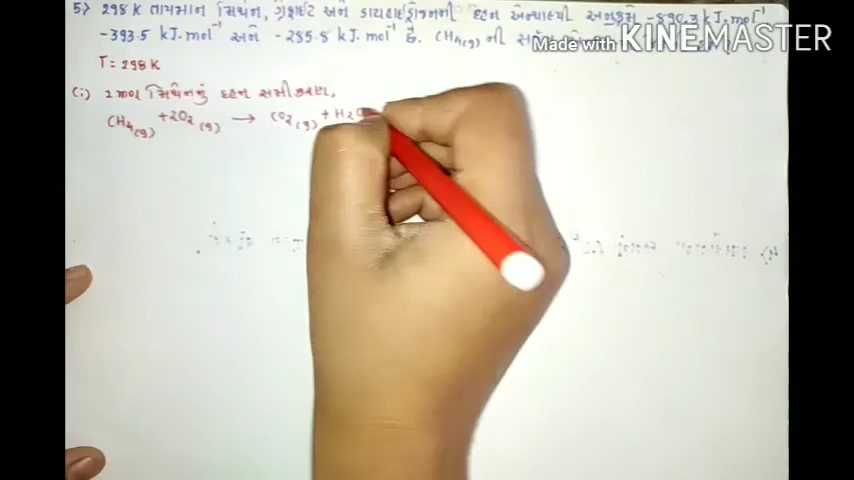 5.) 298 K તાપમાને મિથેન, ગ્રેફાઈટ અને ડાયહાઈડ્રોજનની દહન એન્થાલ્પી અનુક્રમે -890.3 kJ.mol⁻¹
-393.5 kJ.mol⁻¹ અને -285.8 kJ.mol⁻¹ છે. CH₄(g) ની
Made with KINEMASTER
T = 298 K
(i) 1 mol મિથેનનું દહન સમીકરણ,
CH₄(g) + 2O₂(g) → CO₂(g) + H₂O